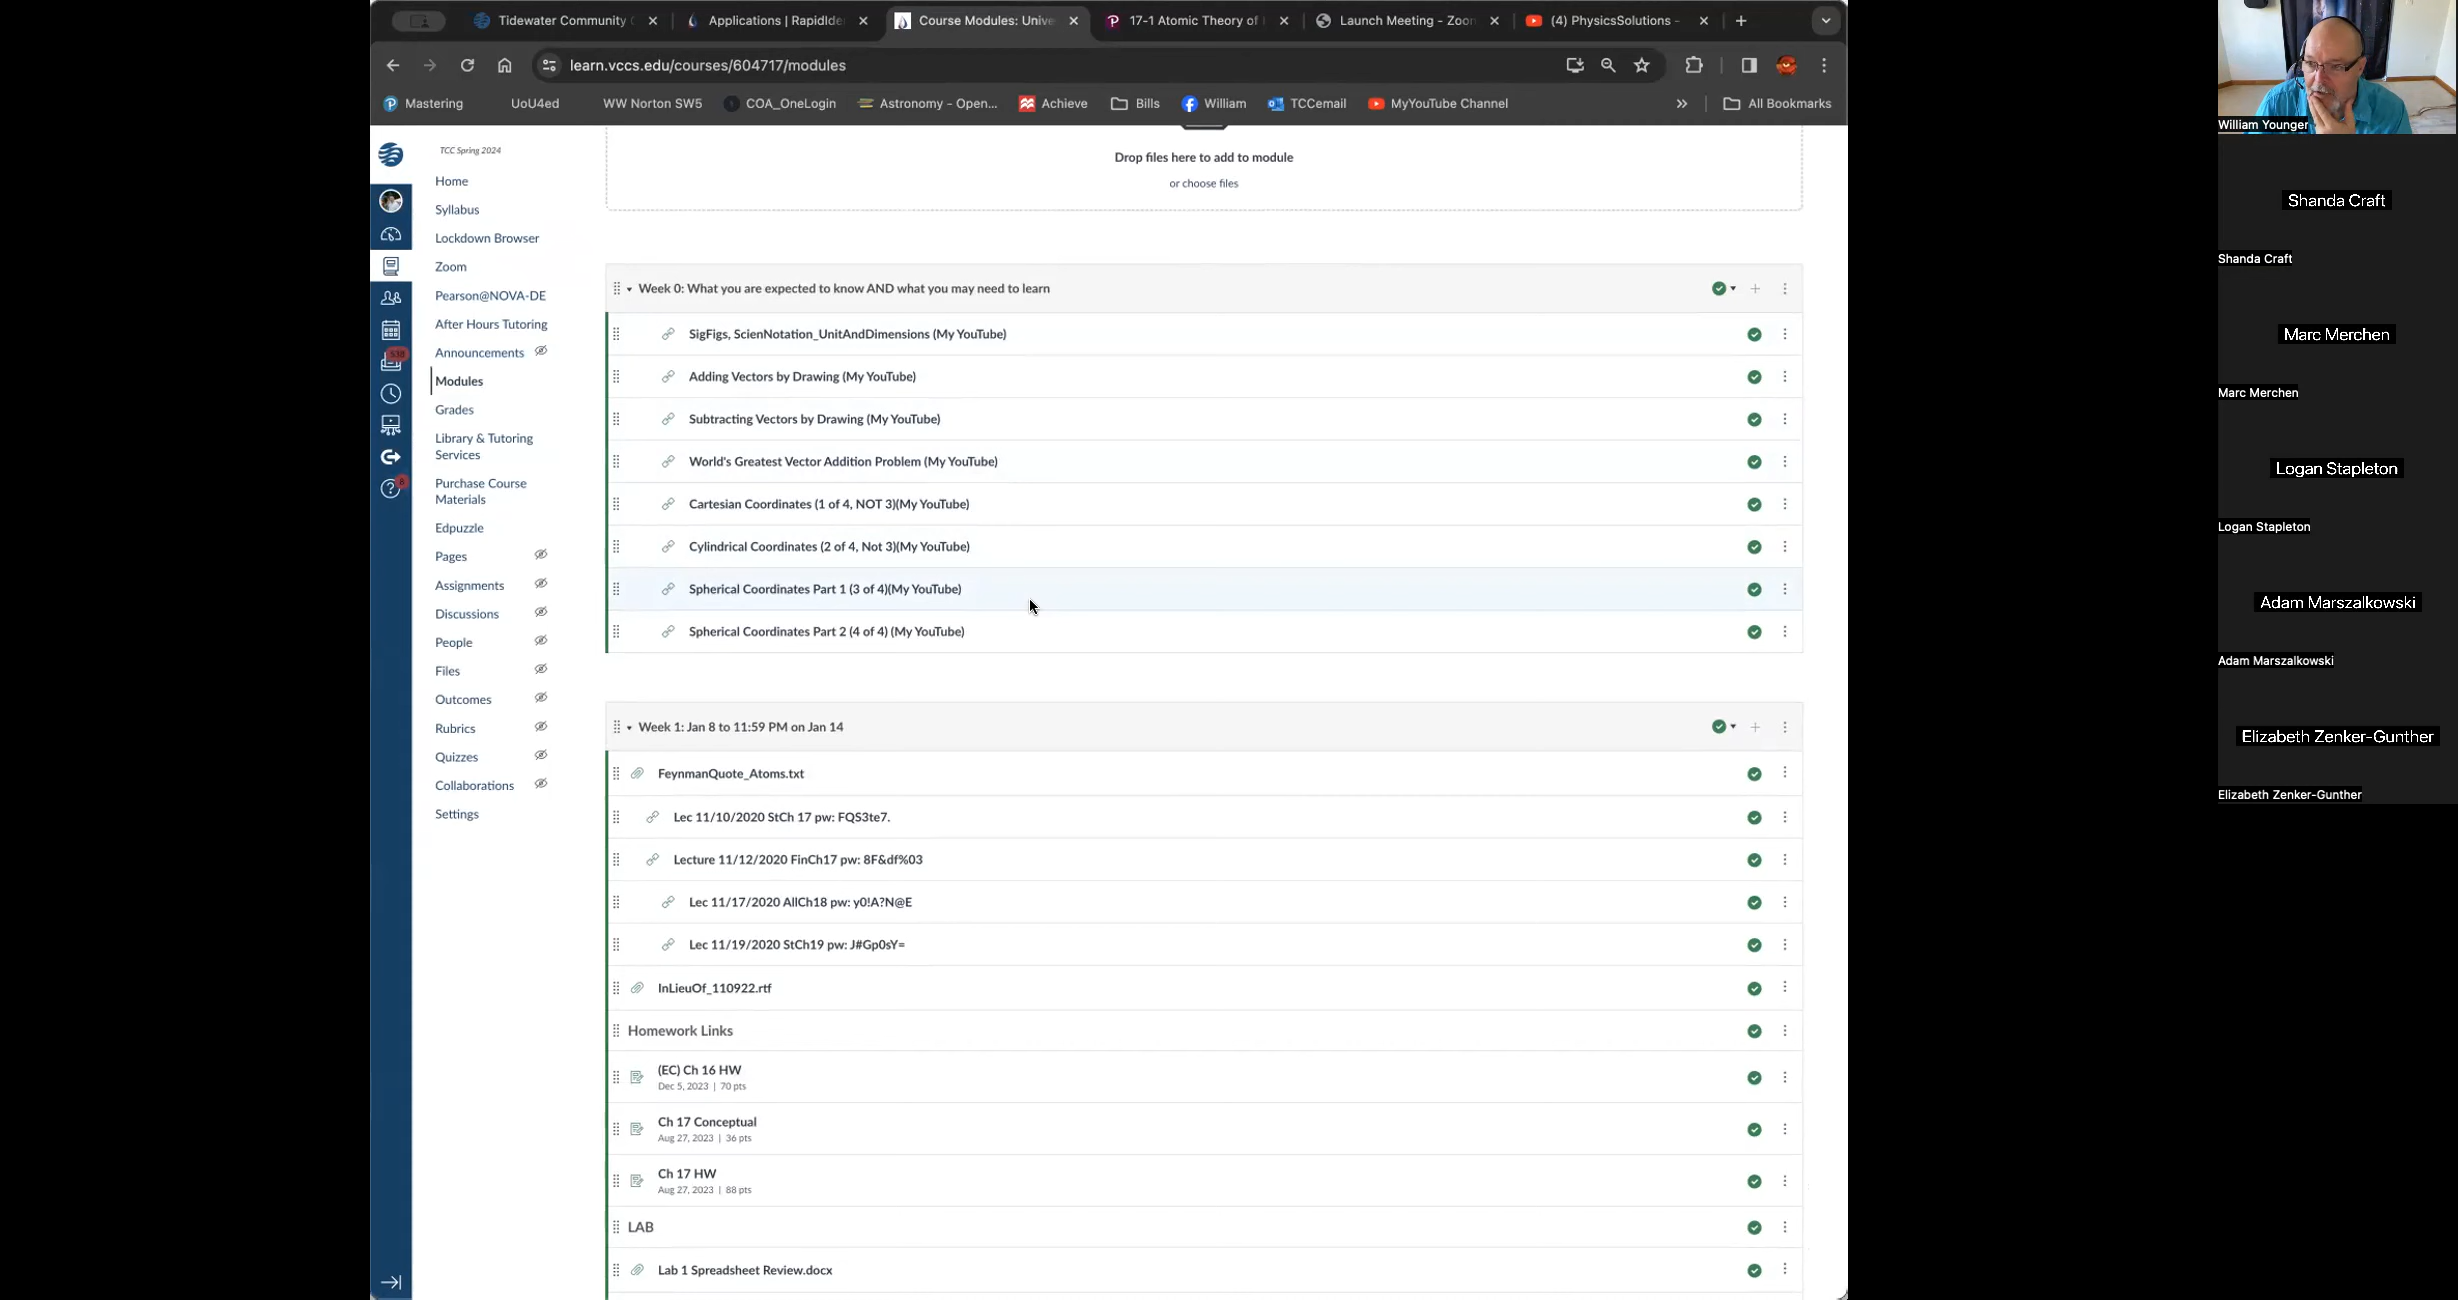 Tidewater Community
Applications | RapidIde
Course Modules: Unive
17-1 Atomic Theory of
Launch Meeting - Zoo
(4) PhysicsSolutions -
learn.vccs.edu/courses/604717/modules
Mastering
UoU4ed
WW Norton SW5
COA_OneLogin
Astronomy - Open...
Achieve
Bills
William
TCCemail
MyYouTube Channel
»
All Bookmarks
TCC Spring 2024
Home
Syllabus
Lockdown Browser
Zoom
Pearson@NOVA-DE
After Hours Tutoring
Announcements
Modules
Grades
Library & Tutoring
Services
Purchase Course
Materials
Edpuzzle
Pages
Assignments
Discussions
People
Files
Outcomes
Rubrics
Quizzes
Collaborations
Settings
538
8
Drop files here to add to module
or choose files
Week 0: What you are expected to know AND what you may need to learn
SigFigs, ScienNotation_UnitAndDimensions (My YouTube)
Adding Vectors by Drawing (My YouTube)
Subtracting Vectors by Drawing (My YouTube)
World's Greatest Vector Addition Problem (My YouTube)
Cartesian Coordinates (1 of 4, NOT 3)(My YouTube)
Cylindrical Coordinates (2 of 4, Not 3)(My YouTube)
Spherical Coordinates Part 1 (3 of 4)(My YouTube)
Spherical Coordinates Part 2 (4 of 4) (My YouTube)
Week 1: Jan 8 to 11:59 PM on Jan 14
FeynmanQuote_Atoms.txt
Lec 11/10/2020 StCh 17 pw: FQS3te7.
Lecture 11/12/2020 FinCh17 pw: 8F&df%03
Lec 11/17/2020 AllCh18 pw: y0!A?N@E
Lec 11/19/2020 StCh19 pw: J#Gp0sY=
InLieuOf_110922.rtf
Homework Links
(EC) Ch 16 HW
Dec 5, 2023 | 70 pts
Ch 17 Conceptual
Aug 27, 2023 | 36 pts
Ch 17 HW
Aug 27, 2023 | 88 pts
LAB
Lab 1 Spreadsheet Review.docx
William Younger
Shanda Craft
Shanda Craft
Marc Merchen
Marc Merchen
Logan Stapleton
Logan Stapleton
Adam Marszalkowski
Adam Marszalkowski
Elizabeth Zenker-Gunther
Elizabeth Zenker-Gunther